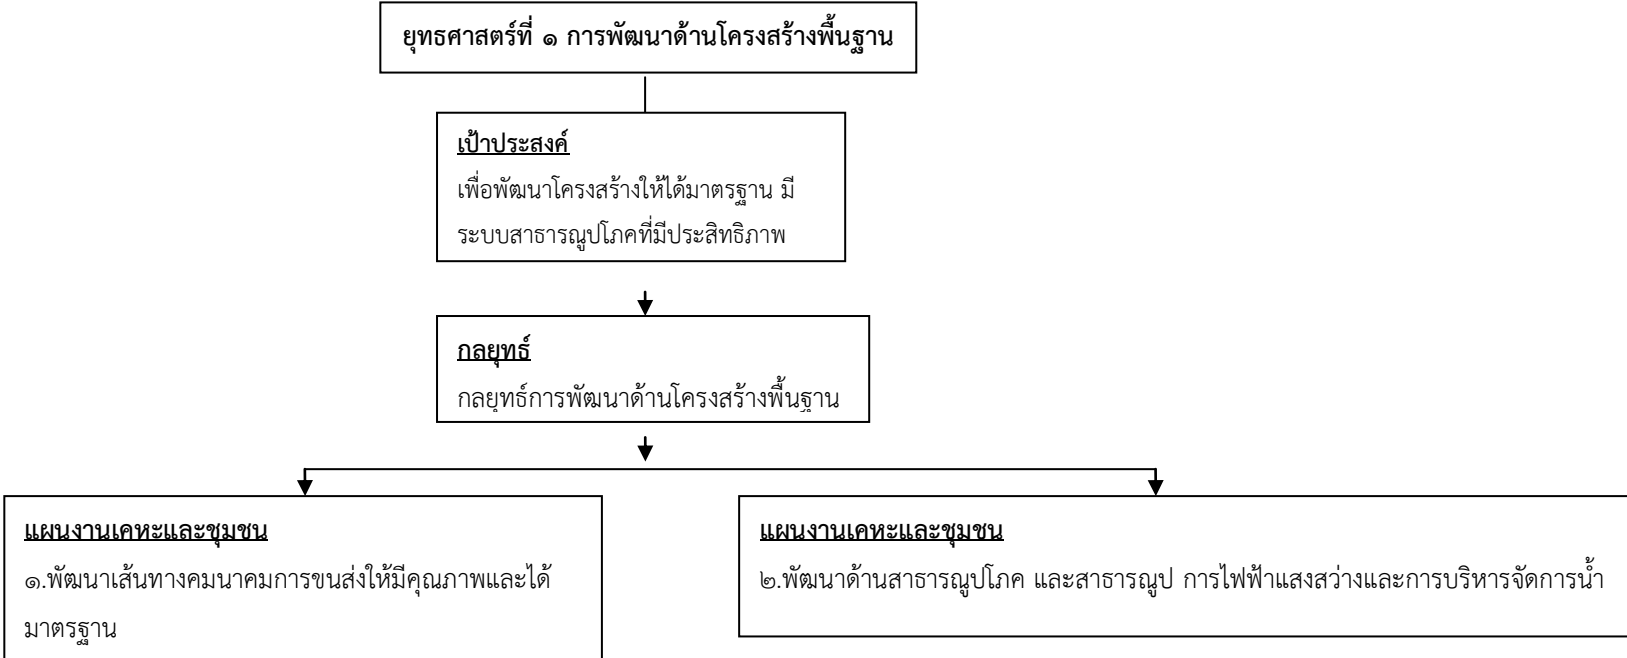 ยุทธศาสตร์ที่ ๑ การพัฒนาด้านโครงสร้างพื้นฐาน
เป้าประสงค์
เพื่อพัฒนาโครงสร้างให้ได้มาตรฐาน มี
ระบบสาธารณูปโภคที่มีประสิทธิภาพ
กลยุทธ์
กลยุทธ์การพัฒนาด้านโครงสร้างพื้นฐาน
แผนงานเคหะและชุมชน
๑.พัฒนาเส้นทางคมนาคมการขนส่งให้มีคุณภาพและได้
มาตรฐาน
แผนงานเคหะและชุมชน
๒.พัฒนาด้านสาธารณูปโภค และสาธารณูป การไฟฟ้าแสงสว่างและการบริหารจัดการน้ำ